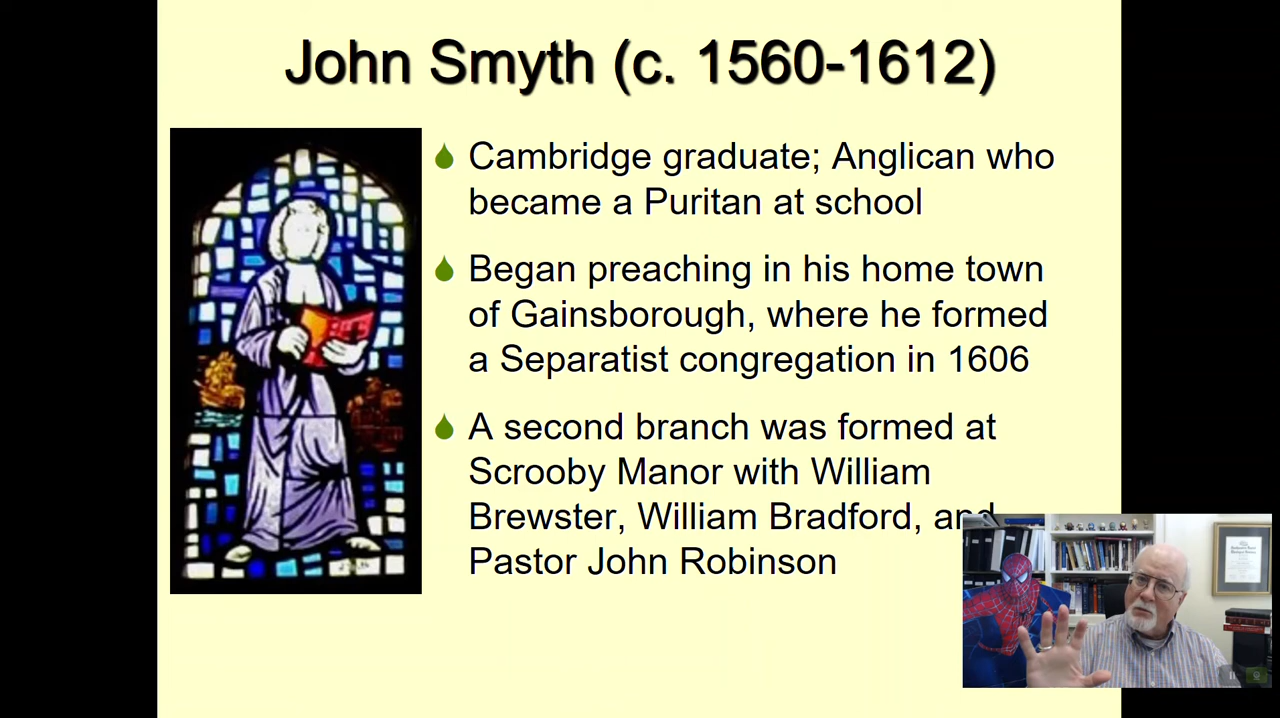 John Smyth (c. 1560-1612)
Cambridge graduate; Anglican who
became a Puritan at school
Began preaching in his home town
of Gainsborough, where he formed
a Separatist congregation in 1606
A second branch was formed at
Scrooby Manor with William
Brewster, William Bradford, and
Pastor John Robinson